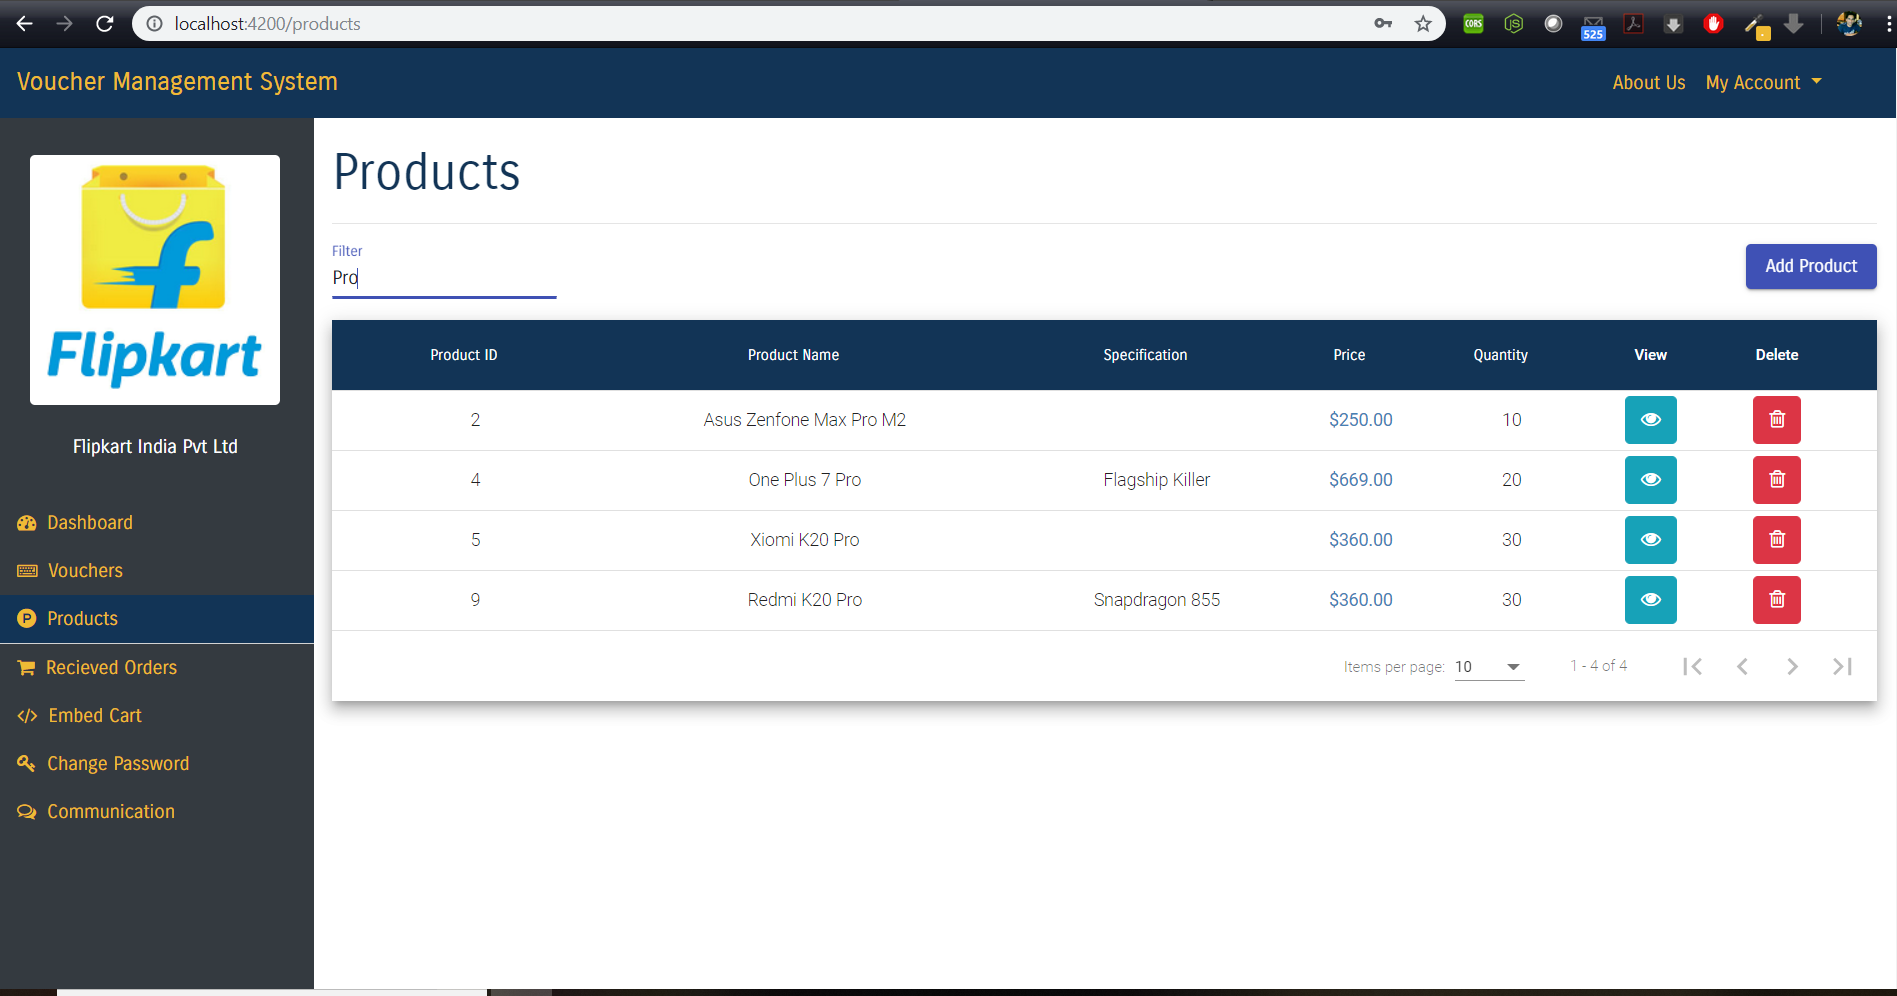 localhost:4200/products
CORS
JS
525
Voucher Management System
About Us
My Account
Flipkart
Flipkart India Pvt Ltd
Dashboard
Vouchers
P Products
Recieved Orders
Embed Cart
Change Password
Communication
Products
Filter
Pro
Add Product
Product ID Product Name Specification Price Quantity View Delete
2 Asus Zenfone Max Pro M2 $250.00 10
4 One Plus 7 Pro Flagship Killer $669.00 20
5 Xiomi K20 Pro $360.00 30
9 Redmi K20 Pro Snapdragon 855 $360.00 30
Items per page: 10 1 - 4 of 4